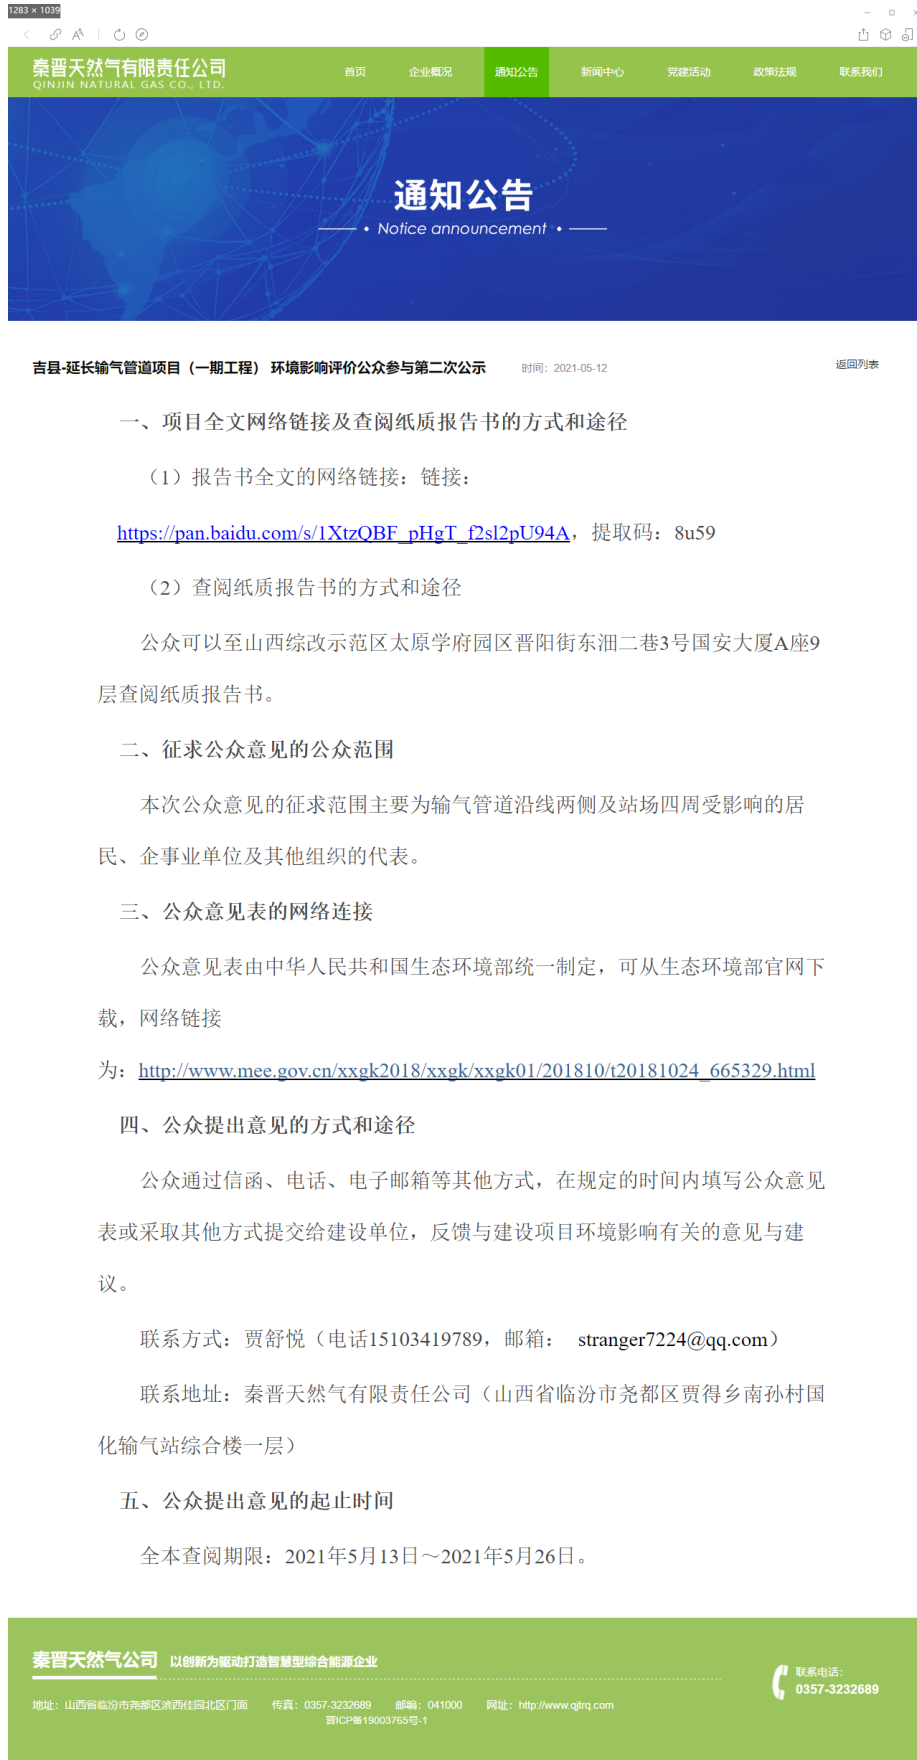 1283 × 1039
秦晋天然气有限责任公司
QINJIN NATURAL GAS CO., LTD.
首页 企业概况 通知公告 新闻中心 党建活动 政策法规 联系我们
通知公告
Notice announcement
吉县-延长输气管道项目（一期工程） 环境影响评价公众参与第二次公示 时间：2021-05-12 返回列表
一、项目全文网络链接及查阅纸质报告书的方式和途径
（1）报告书全文的网络链接：链接：
https://pan.baidu.com/s/1XtzQBF_pHgT_f2sl2pU94A，提取码：8u59
（2）查阅纸质报告书的方式和途径
公众可以至山西综改示范区太原学府园区晋阳街东沺二巷3号国安大厦A座9
层查阅纸质报告书。
二、征求公众意见的公众范围
本次公众意见的征求范围主要为输气管道沿线两侧及站场四周受影响的居
民、企事业单位及其他组织的代表。
三、公众意见表的网络连接
公众意见表由中华人民共和国生态环境部统一制定，可从生态环境部官网下
载，网络链接
为：http://www.mee.gov.cn/xxgk2018/xxgk/xxgk01/201810/t20181024_665329.html
四、公众提出意见的方式和途径
公众通过信函、电话、电子邮箱等其他方式，在规定的时间内填写公众意见
表或采取其他方式提交给建设单位，反馈与建设项目环境影响有关的意见与建
议。
联系方式：贾舒悦（电话15103419789，邮箱： stranger7224@qq.com）
联系地址：秦晋天然气有限责任公司（山西省临汾市尧都区贾得乡南孙村国
化输气站综合楼一层）
五、公众提出意见的起止时间
全本查阅期限：2021年5月13日～2021年5月26日。
秦晋天然气公司 以创新为驱动打造智慧型综合能源企业
联系电话：
0357-3232689
地址：山西省临汾市尧都区滨西佳园北区门面 传真：0357-3232689 邮编：041000 网址：http://www.qjtrq.com
晋ICP备19003765号-1